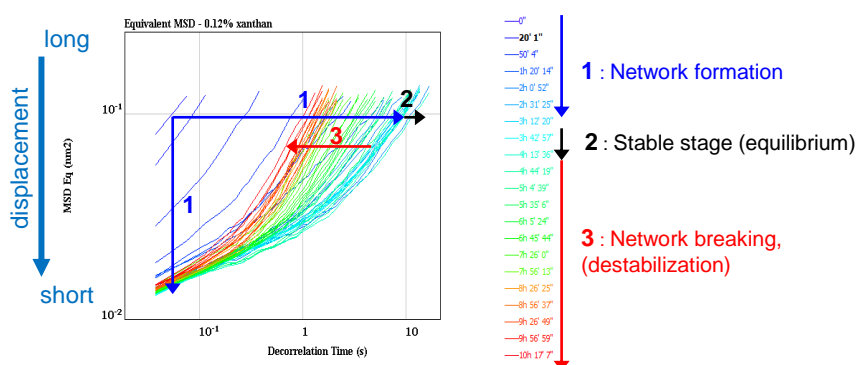 long
displacement
short
Equivalent MSD - 0.12% xanthan
MSD Eq (nm2)
10-1
10-2
10-1
1
10
Decorrelation Time (s)
1
1
2
3
0"
20' 1"
50' 4"
1h 20' 14"
2h 0' 52"
2h 31' 25"
3h 12' 20"
3h 42' 57"
4h 13' 36"
4h 44' 19"
5h 4' 39"
5h 35' 6"
6h 5' 24"
6h 45' 44"
7h 26' 0"
7h 56' 13"
8h 26' 25"
8h 56' 37"
9h 26' 49"
9h 56' 59"
10h 17' 7"
1 : Network formation
2 : Stable stage (equilibrium)
3 : Network breaking,
(destabilization)